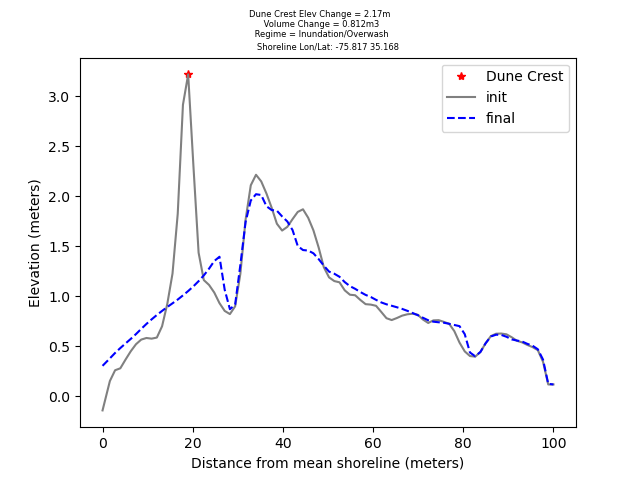 Dune Crest Elev Change = 2.17m
Volume Change = 0.812m3
Regime = Inundation/Overwash
Shoreline Lon/Lat: -75.817 35.168
Dune Crest
init
final
3.0
2.5
2.0
1.5
1.0
0.5
0.0
Elevation (meters)
0 20 40 60 80 100
Distance from mean shoreline (meters)